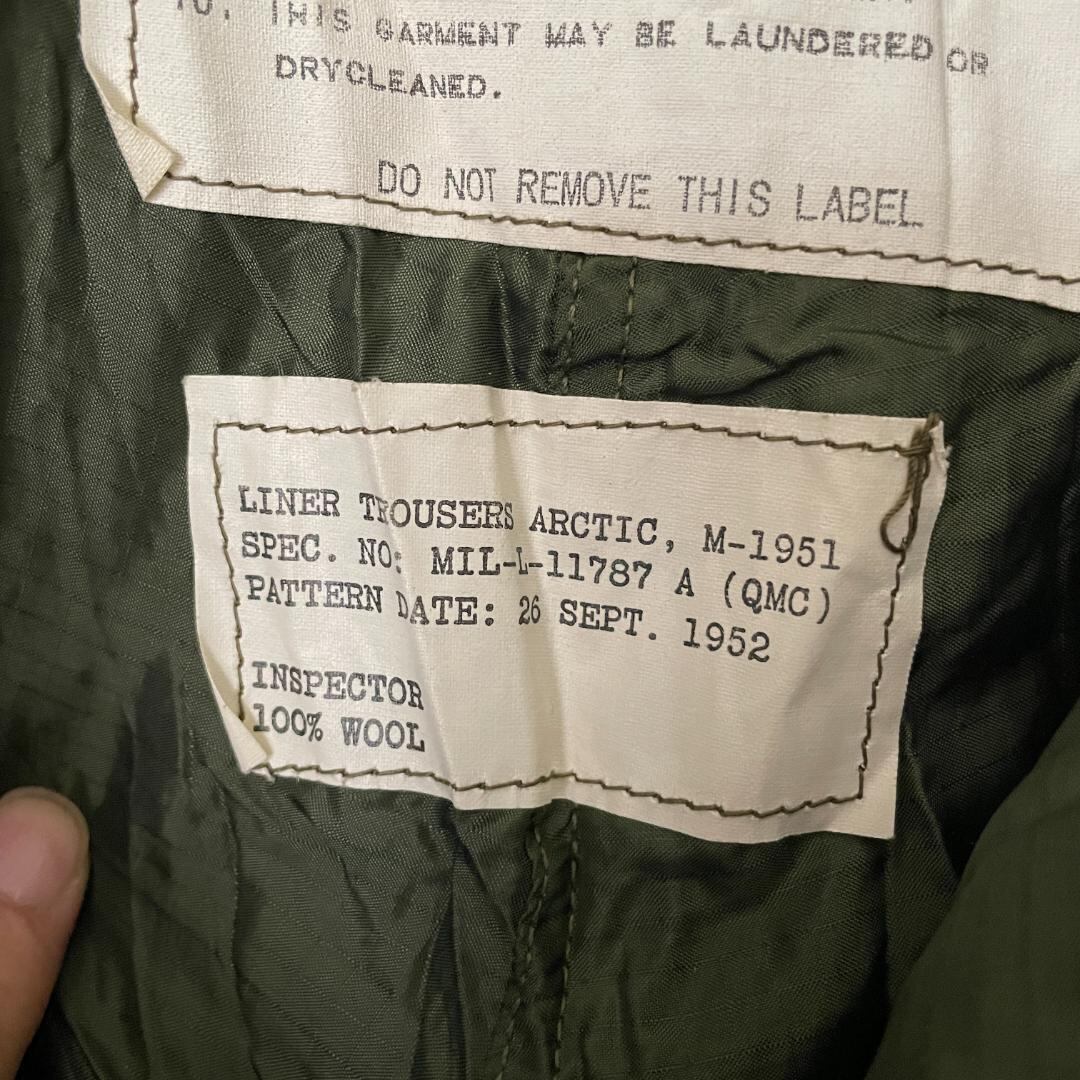 10. THIS GARMENT MAY BE LAUNDERED OR
DRYCLEANED.
DO NOT REMOVE THIS LABEL
LINER TROUSERS ARCTIC, M-1951
SPEC. NO: MIL-L-11787 A (QMC)
PATTERN DATE: 26 SEPT. 1952
INSPECTOR
100% WOOL